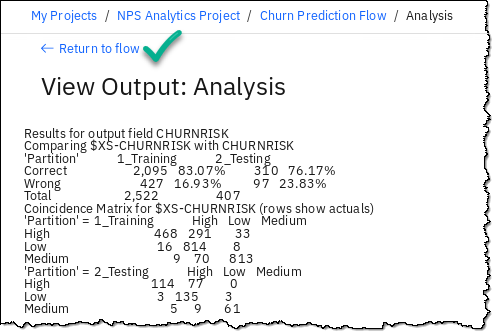 My Projects / NPS Analytics Project / Churn Prediction Flow / Analysis
← Return to flow
View Output: Analysis
Results for output field CHURNRISK
Comparing $XS-CHURNRISK with CHURNRISK
'Partition' 1_Training 2_Testing
Correct 2,095 83.07% 310 76.17%
Wrong 427 16.93% 97 23.83%
Total 2,522 407
Coincidence Matrix for $XS-CHURNRISK (rows show actuals)
'Partition' = 1_Training High Low Medium
High 468 291 33
Low 16 814 8
Medium 9 70 813
'Partition' = 2_Testing High Low Medium
High 114 77 0
Low 3 135 3
Medium 5 9 61